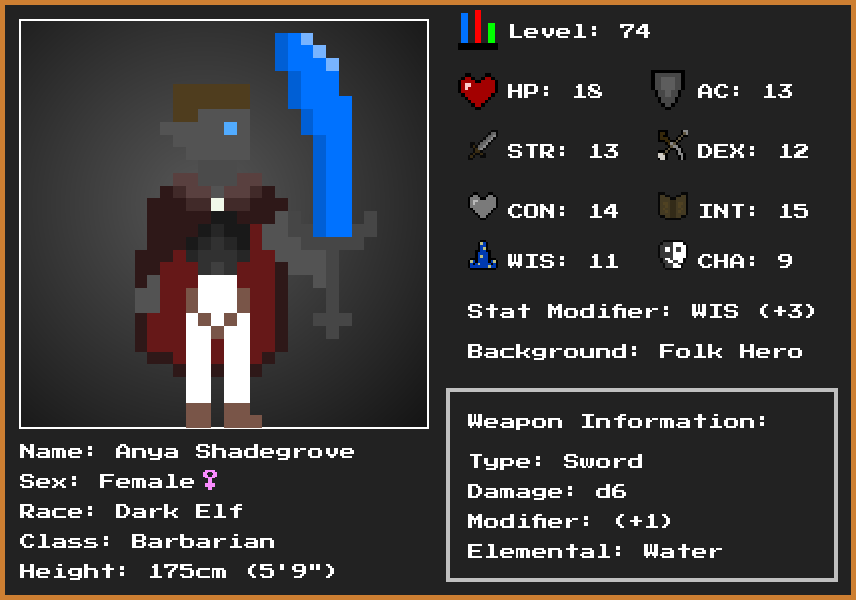 Level: 74
HP: 18 AC: 13
STR: 13 DEX: 12
CON: 14 INT: 15
WIS: 11 CHA: 9
Stat Modifier: WIS (+3)
Background: Folk Hero
Weapon Information:
Type: Sword
Damage: d6
Modifier: (+1)
Elemental: Water
Name: Anya Shadegrove
Sex: Female♀
Race: Dark Elf
Class: Barbarian
Height: 175cm (5'9")